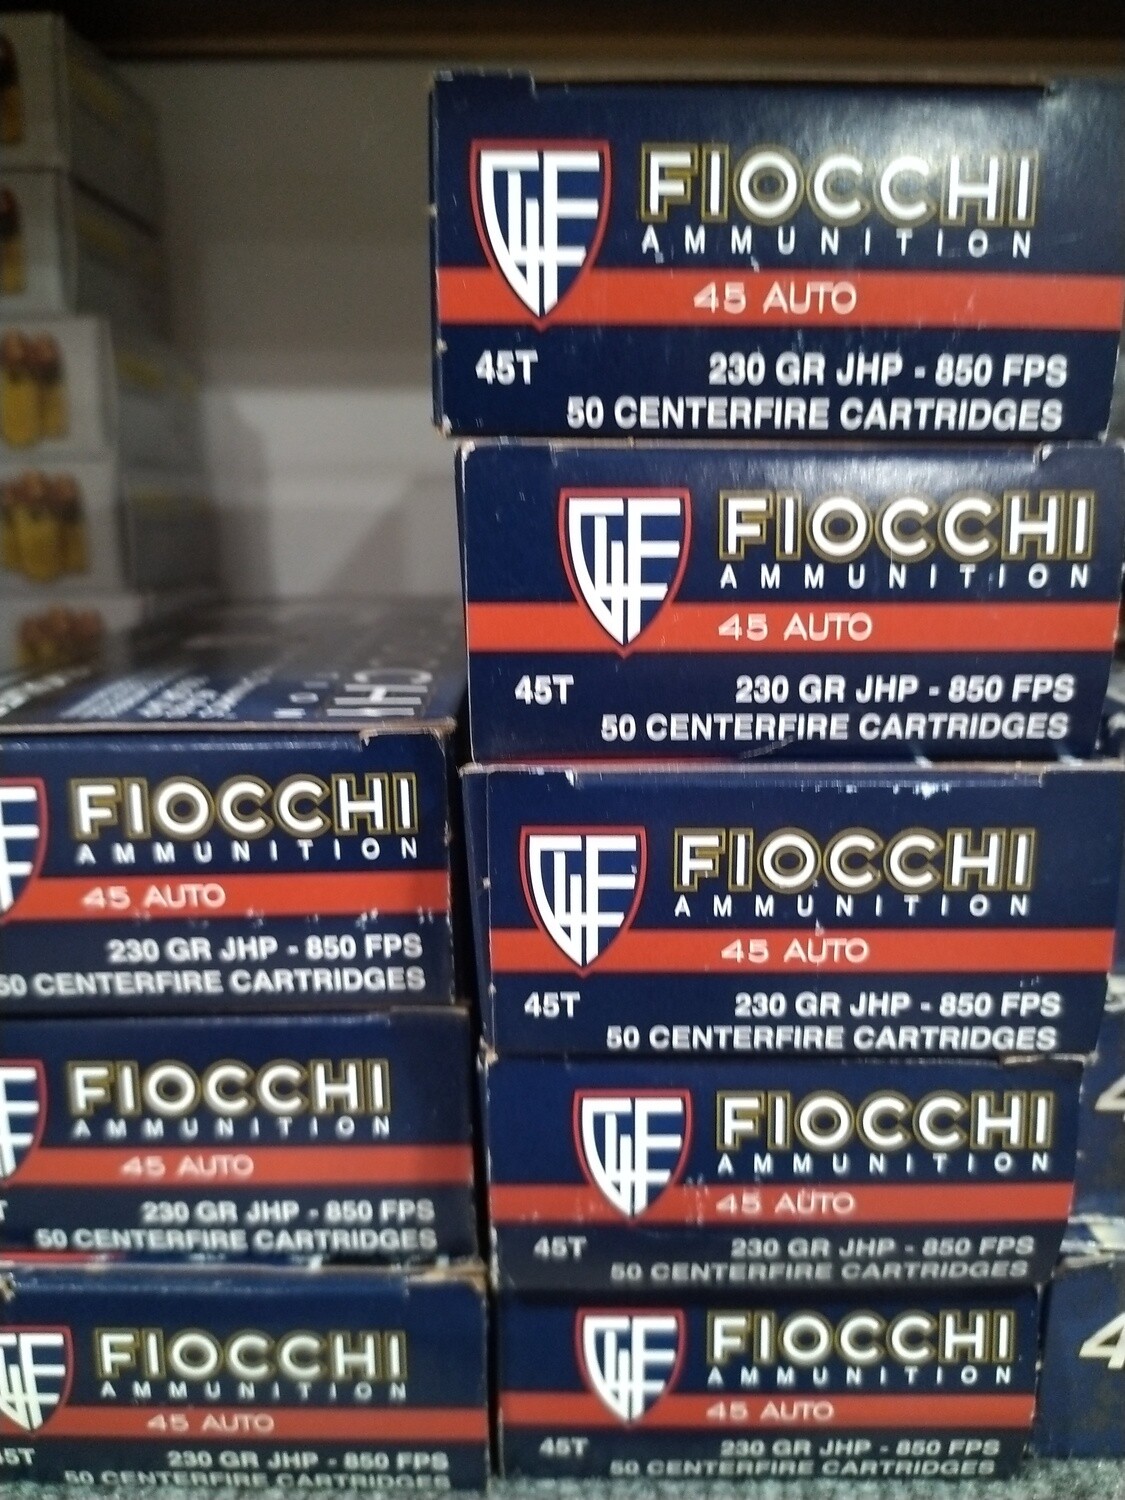 FIOCCHI
AMMUNITION
45 AUTO
45T 230 GR JHP - 850 FPS
50 CENTERFIRE CARTRIDGES
FIOCCHI
AMMUNITION
45 AUTO
45T 230 GR JHP - 850 FPS
50 CENTERFIRE CARTRIDGES
FIOCCHI
AMMUNITION
45 AUTO
45T 230 GR JHP - 850 FPS
50 CENTERFIRE CARTRIDGES
FIOCCHI
AMMUNITION
45 AUTO
45T 230 GR JHP - 850 FPS
50 CENTERFIRE CARTRIDGES
FIOCCHI
AMMUNITION
45 AUTO
45T 230 GR JHP - 850 FPS
50 CENTERFIRE CARTRIDGES
FIOCCHI
AMMUNITION
45 AUTO
230 GR JHP - 850 FPS
50 CENTERFIRE CARTRIDGES
FIOCCHI
AMMUNITION
45 AUTO
T 230 GR JHP - 850 FPS
50 CENTERFIRE CARTRIDGES
FIOCCHI
AMMUNITION
45 AUTO
45T 230 GR JHP - 850 FPS
50 CENTERFIRE CARTRIDGES
4
4